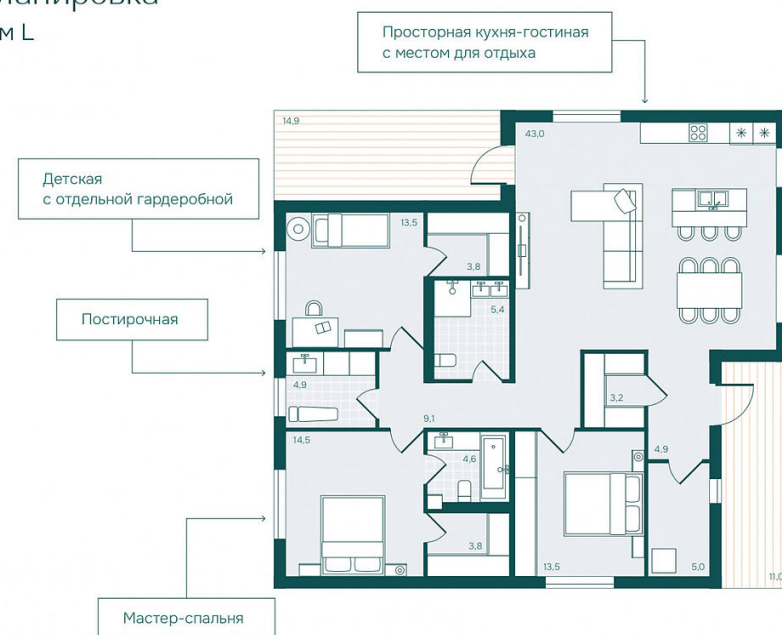 м L
Просторная кухня-гостиная
с местом для отдыха
14,9
43,0
Детская
с отдельной гардеробной
13,5
3,8
5,4
Постирочная
4,9
3,2
9,1
14,5
4,6
4,9
3,8
13,5
5,0
11,0
Мастер-спальня